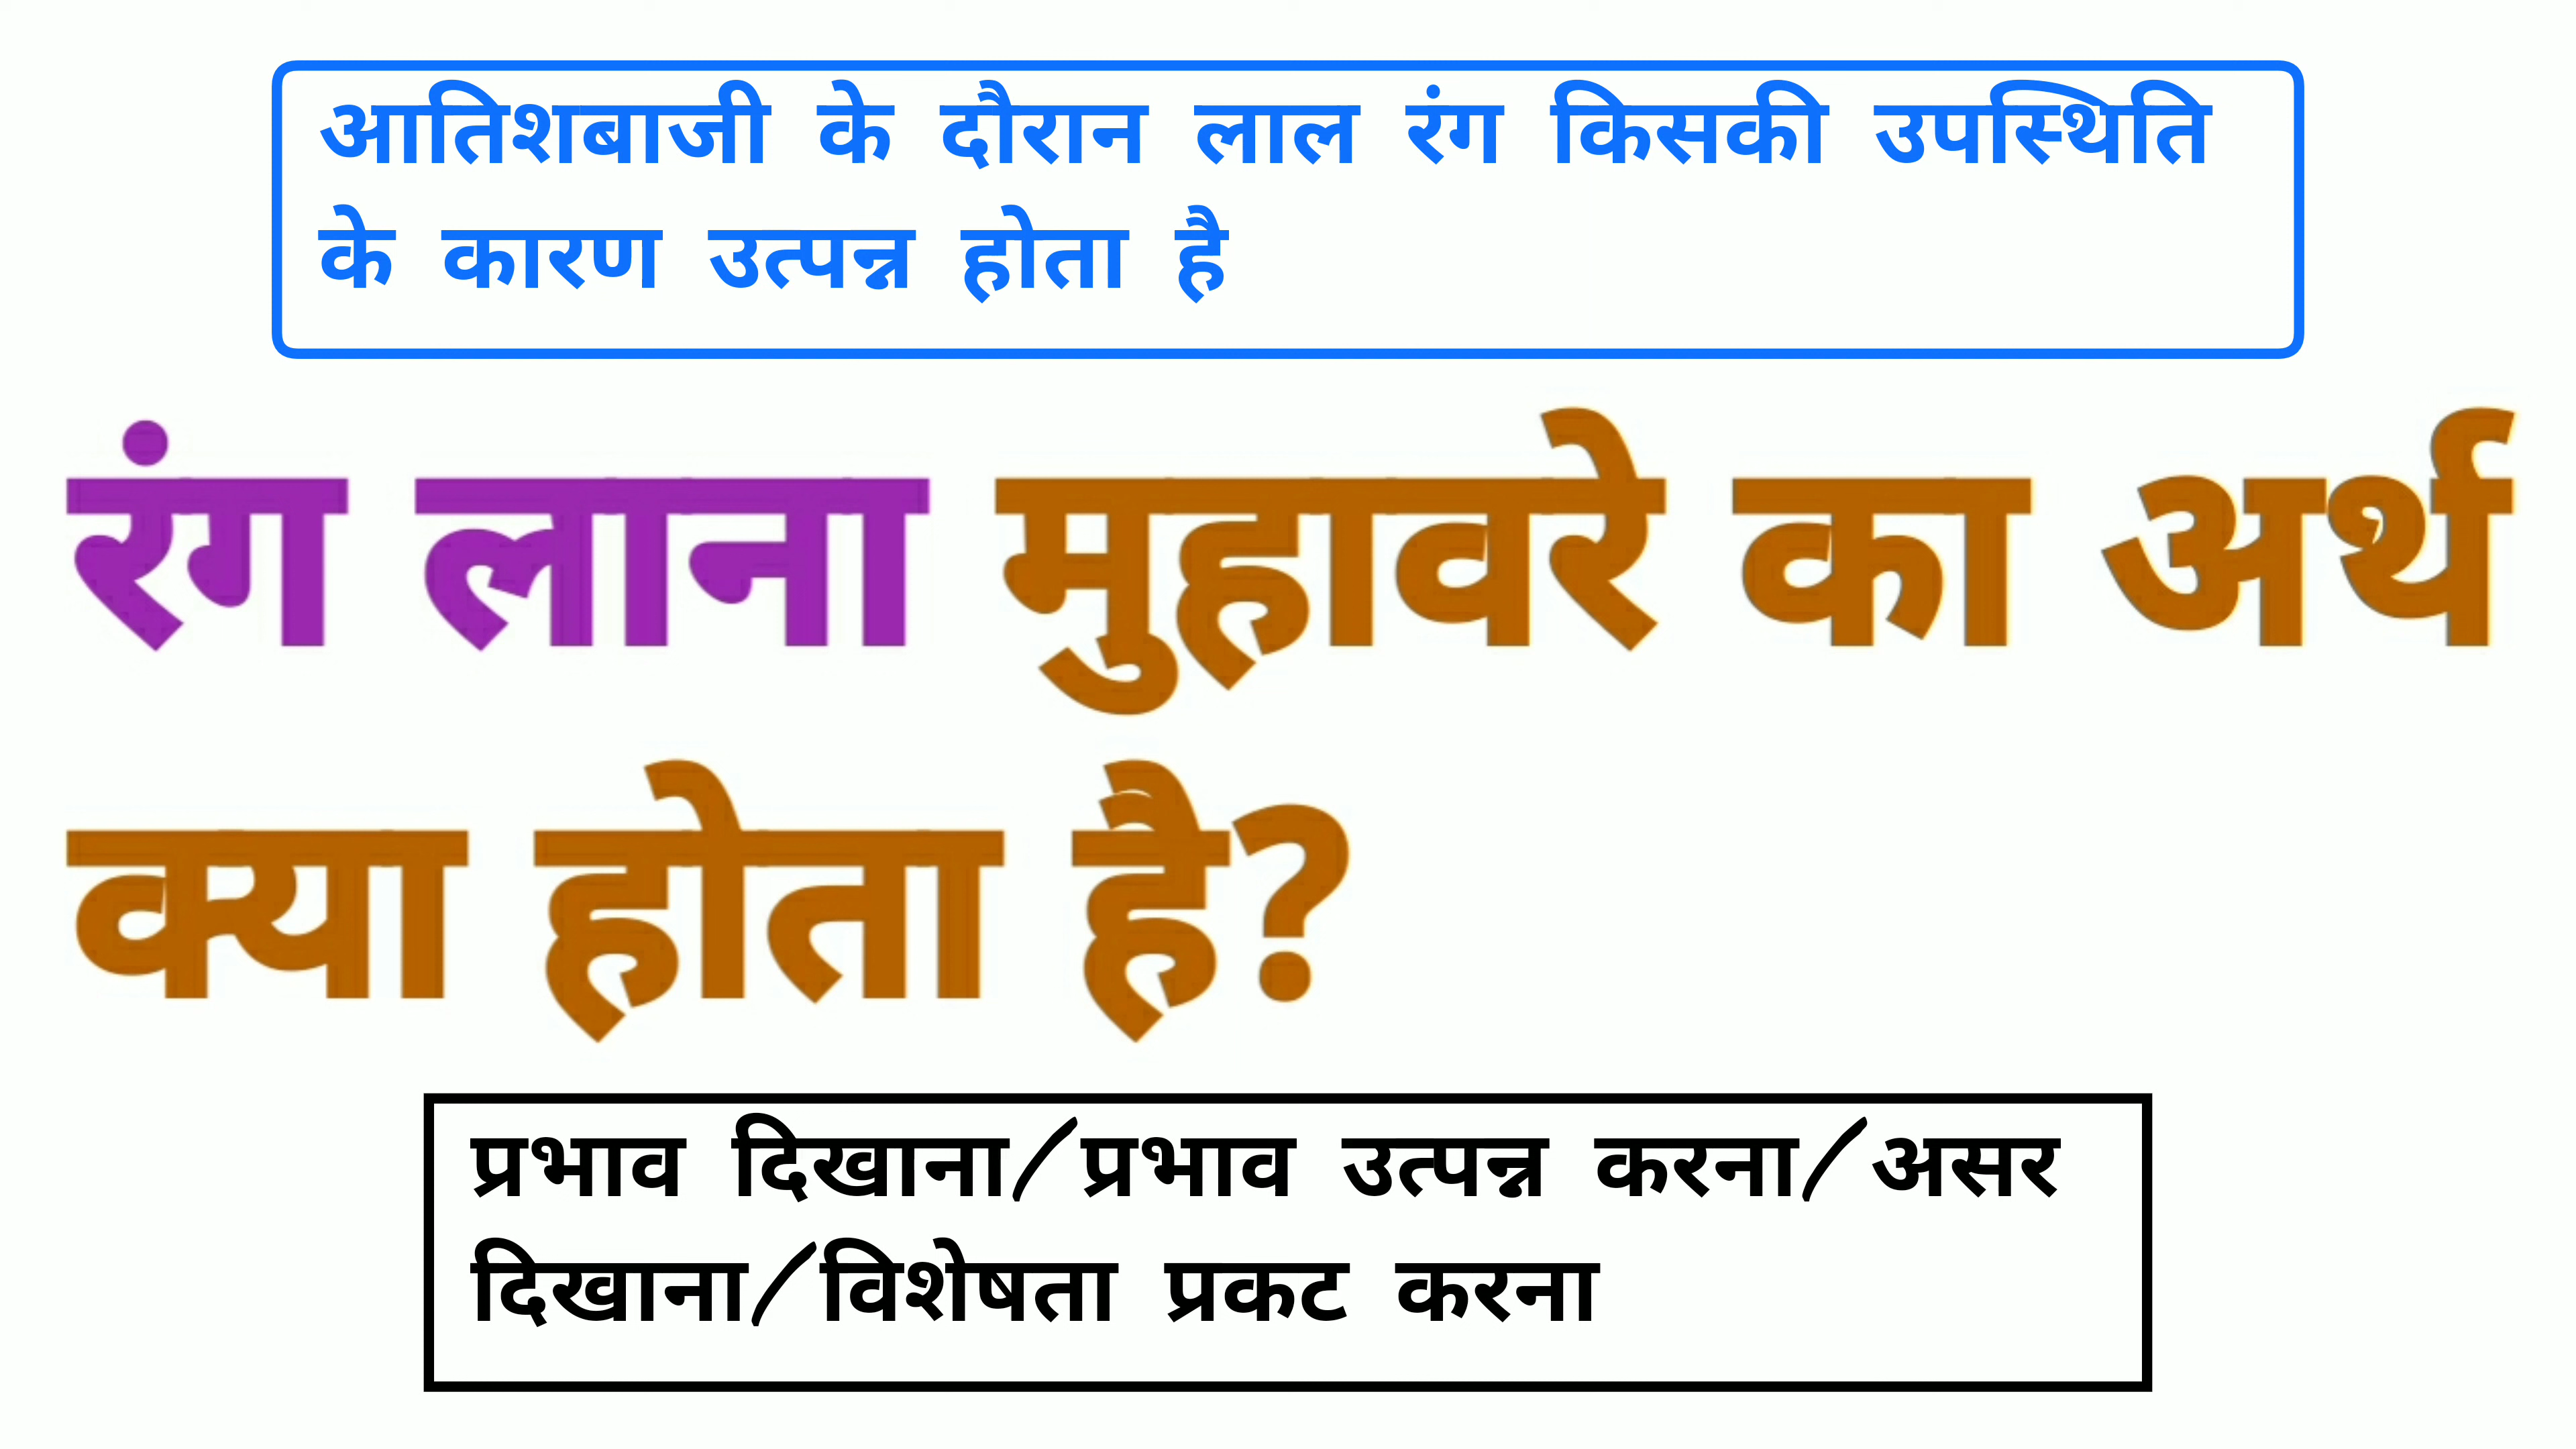 आतिशबाजी के दौरान लाल रंग किसकी उपस्थिति
के कारण उत्पन्न होता है
रंग लाना मुहावरे का अर्थ
क्या होता है?
प्रभाव दिखाना/प्रभाव उत्पन्न करना/असर
दिखाना/विशेषता प्रकट करना